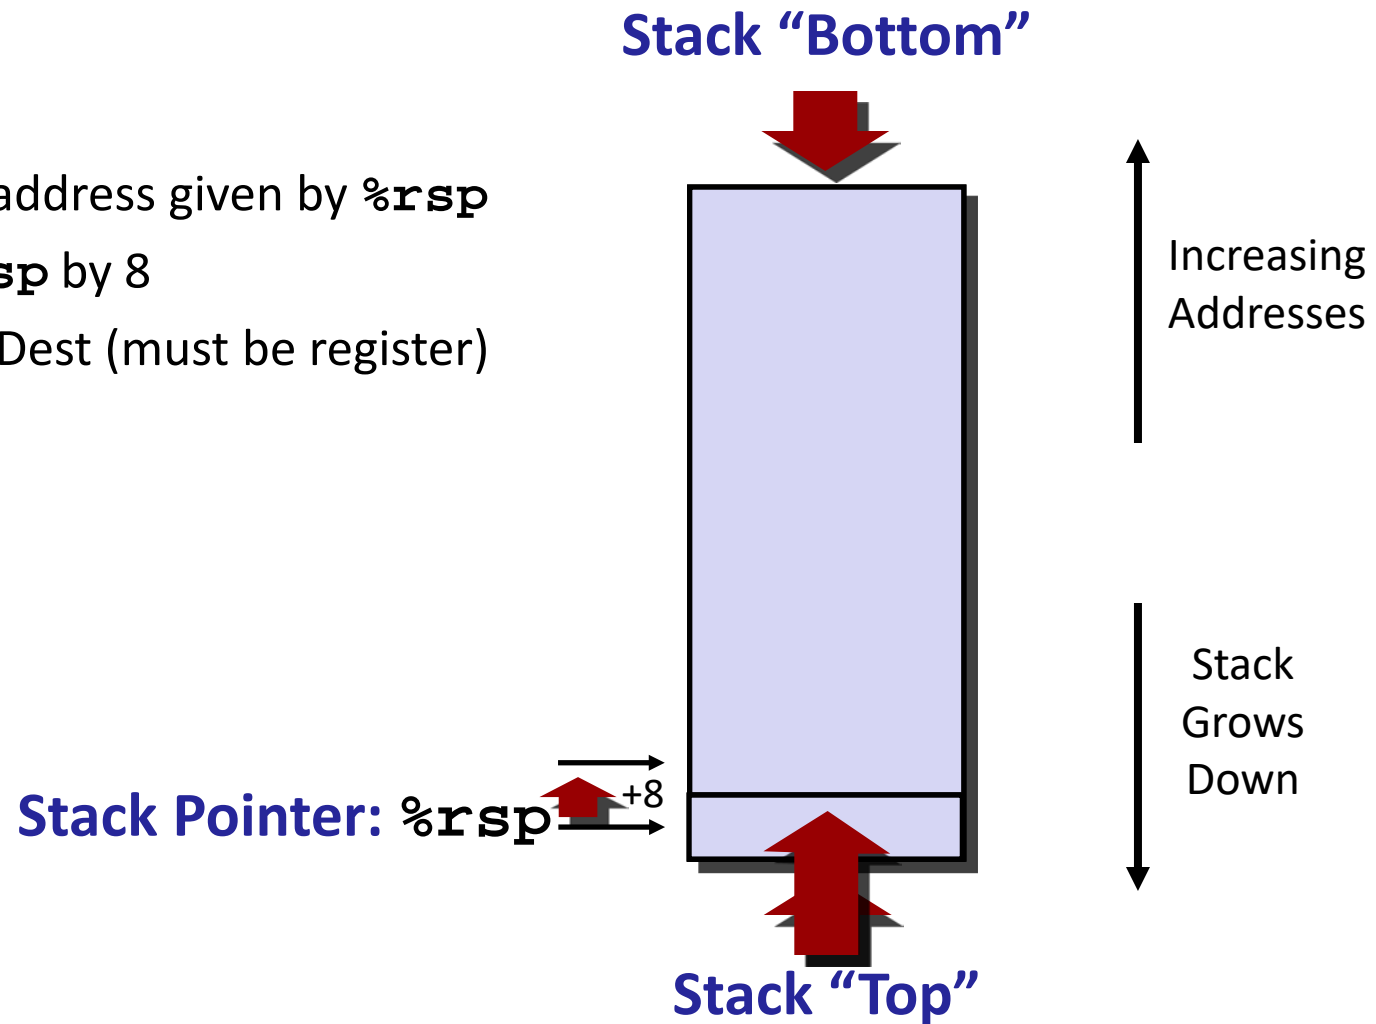 Stack “Bottom”
address given by %rsp
sp by 8
Dest (must be register)
Increasing
Addresses
Stack
Grows
Down
+8
Stack Pointer: %rsp
Stack “Top”